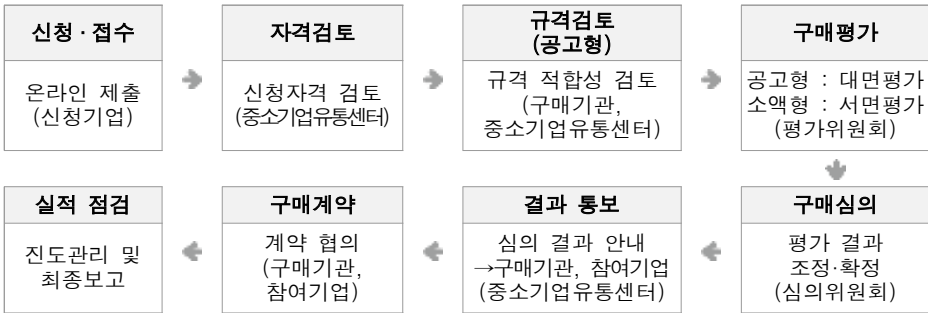 신청·접수
온라인 제출
(신청기업)
자격검토
신청자격 검토
(중소기업유통센터)
규격검토
(공고형)
규격 적합성 검토
(구매기관,
중소기업유통센터)
구매평가
공고형 : 대면평가
소액형 : 서면평가
(평가위원회)
구매심의
평가 결과
조정·확정
(심의위원회)
결과 통보
심의 결과 안내
→구매기관, 참여기업
(중소기업유통센터)
구매계약
계약 협의
(구매기관,
참여기업)
실적 점검
진도관리 및
최종보고